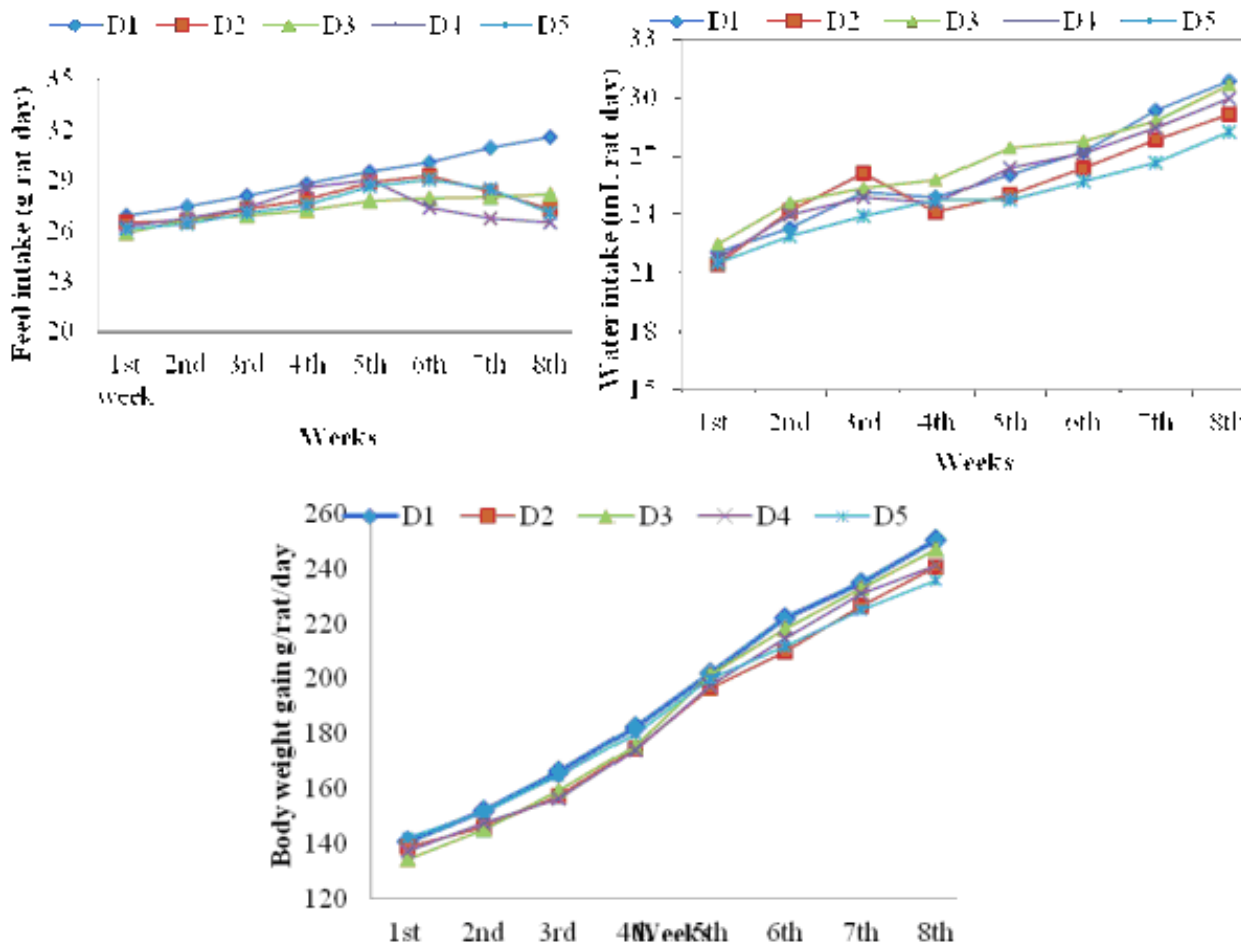 D1 D2 D3 D4 D5
Feed intake (g rat day)
35
32
29
26
23
20
1st 2nd 3rd 4th 5th 6th 7th 8th
week
Weeks
D1 D2 D3 D4 D5
Water intake (mL rat day)
33
30
27
24
21
18
15
1st 2nd 3rd 4th 5th 6th 7th 8th
Weeks
D1 D2 D3 D4 D5
Body weight gain g/rat/day
260
240
220
200
180
160
140
120
1st 2nd 3rd 4th 5th 6th 7th 8th
Weeks